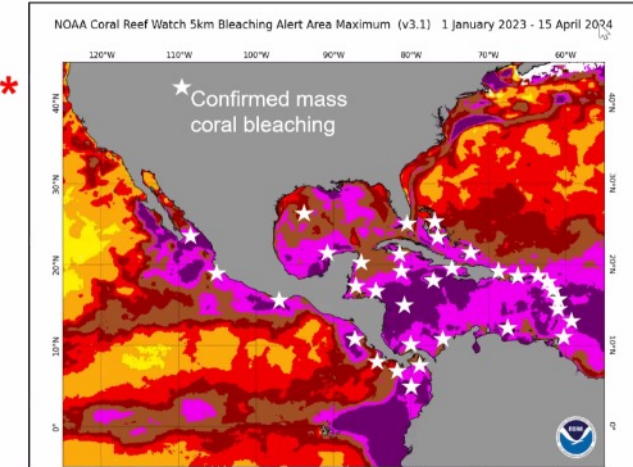 NOAA Coral Reef Watch 5km Bleaching Alert Area Maximum (v3.1) 1 January 2023 - 15 April 2024
*
120°W 110°W 100°W 90°W 80°W 70°W 60°W
Confirmed mass
coral bleaching
40°N 40°N
30°N 30°N
20°N 20°N
10°N 10°N
0° 0°